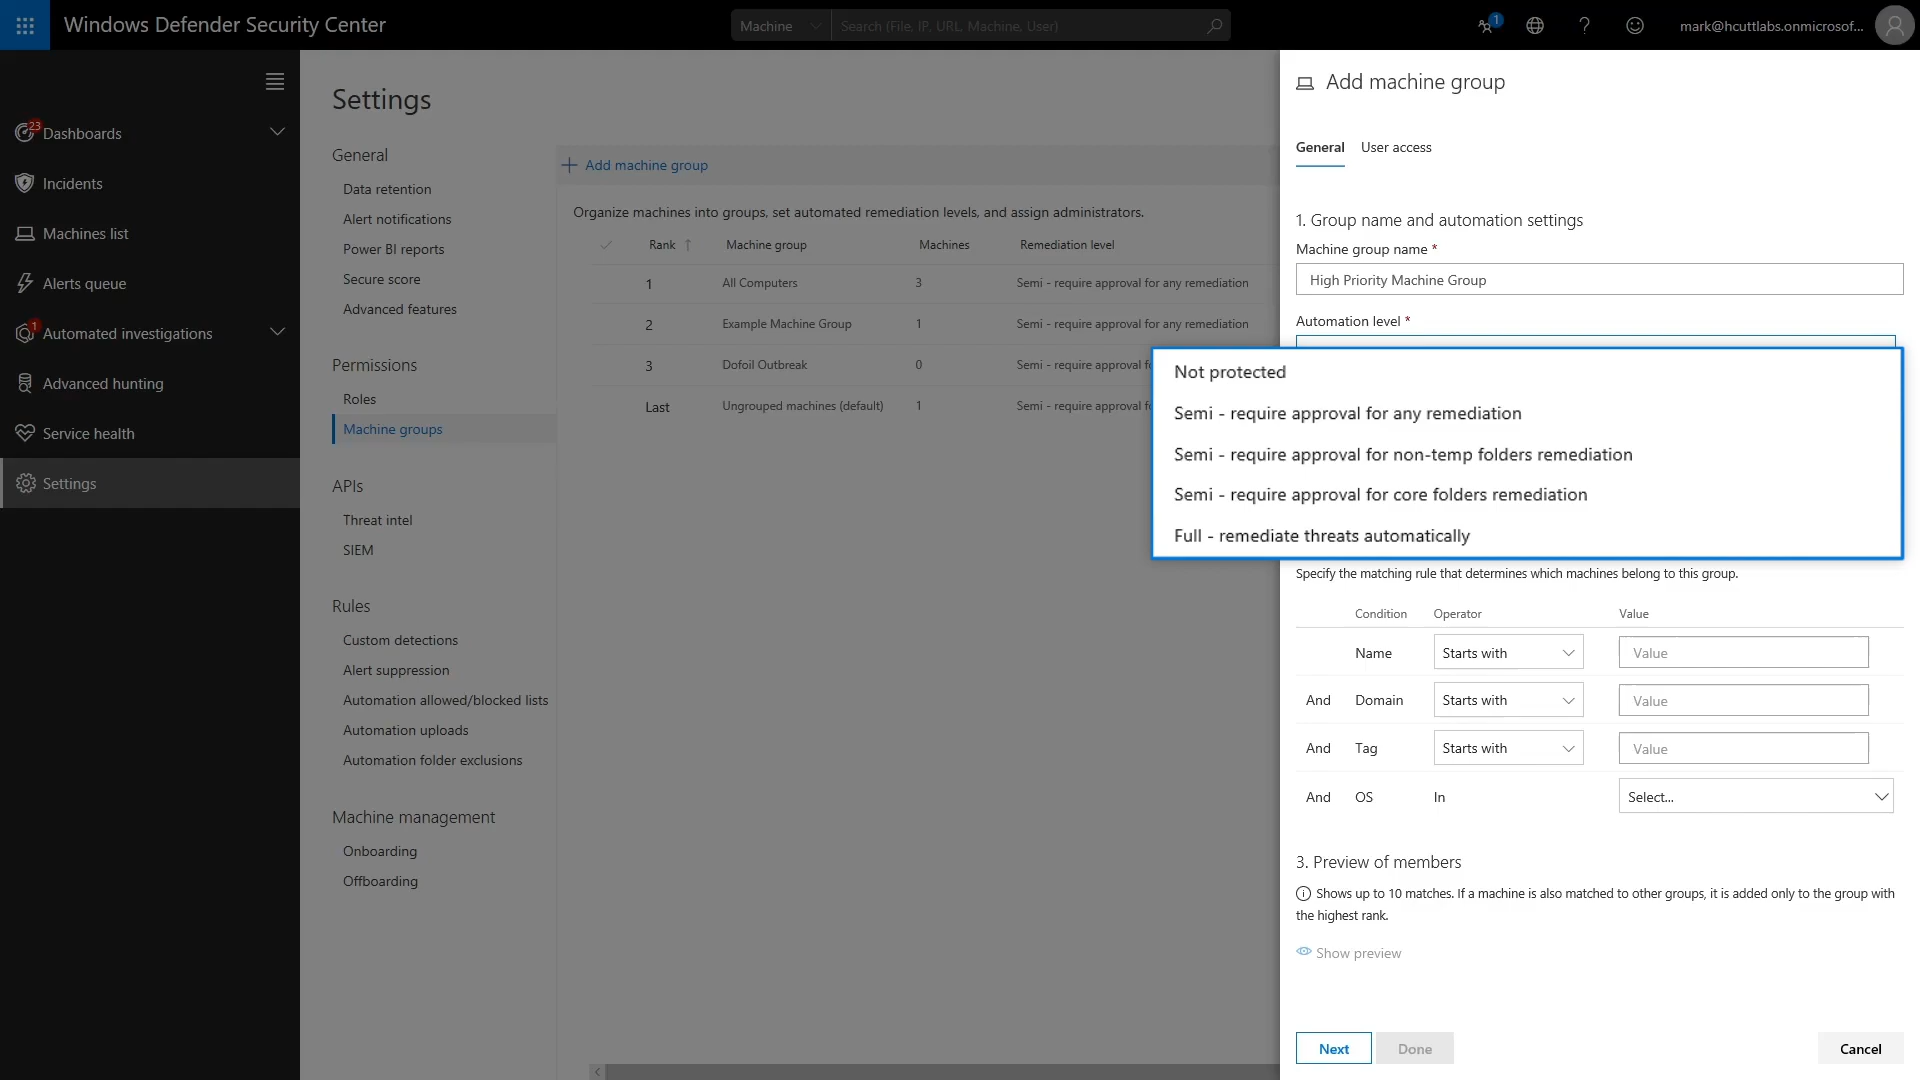 Windows Defender Security Center
Machine
Search (File, IP, URL, Machine, User)
1
mark@hcuttlabs.onmicrosof...
23
Dashboards
Incidents
Machines list
Alerts queue
1
Automated investigations
Advanced hunting
Service health
Settings
Settings
General
Data retention
Alert notifications
Power BI reports
Secure score
Advanced features
Permissions
Roles
Machine groups
APIs
Threat intel
SIEM
Rules
Custom detections
Alert suppression
Automation allowed/blocked lists
Automation uploads
Automation folder exclusions
Machine management
Onboarding
Offboarding
Add machine group
Organize machines into groups, set automated remediation levels, and assign administrators.
Rank Machine group Machines Remediation level
1 All Computers 3 Semi - require approval for any remediation
2 Example Machine Group 1 Semi - require approval for any remediation
3 Dofoil Outbreak 0 Semi - require approval f
Last Ungrouped machines (default) 1 Semi - require approval f
Add machine group
General User access
1. Group name and automation settings
Machine group name *
High Priority Machine Group
Automation level *
Not protected
Semi - require approval for any remediation
Semi - require approval for non-temp folders remediation
Semi - require approval for core folders remediation
Full - remediate threats automatically
Specify the matching rule that determines which machines belong to this group.
Condition Operator Value
Name Starts with Value
And Domain Starts with Value
And Tag Starts with Value
And OS In Select...
3. Preview of members
Shows up to 10 matches. If a machine is also matched to other groups, it is added only to the group with
the highest rank.
Show preview
Next Done Cancel